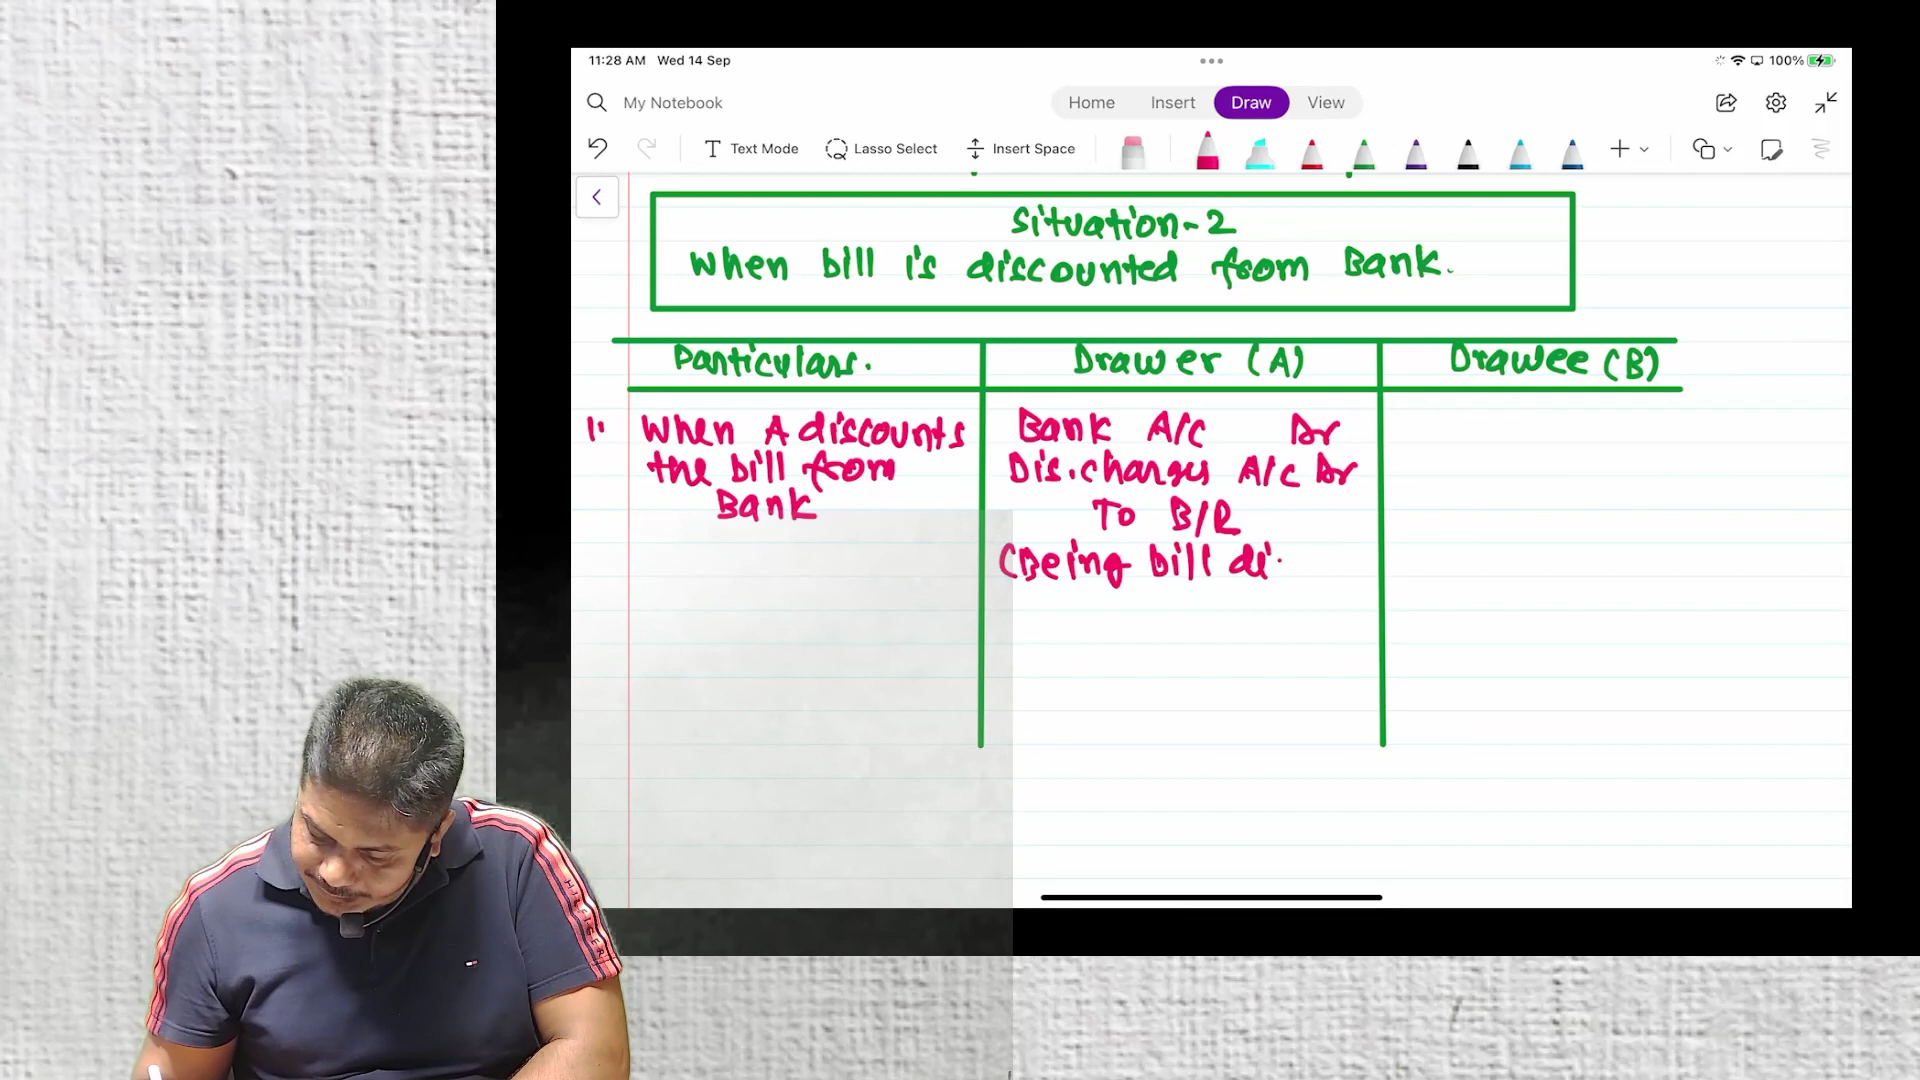 11:28 AM Wed 14 Sep
100%
My Notebook
Home Insert Draw View
Text Mode Lasso Select Insert Space
Situation-2
When bill is discounted from Bank.
Particulars. Drawer (A) Drawee (B)
1. When A discounts Bank A/C Dr
the bill from Dis.charges A/C Dr
Bank To B/R
(Being bill di.
HILFIGER